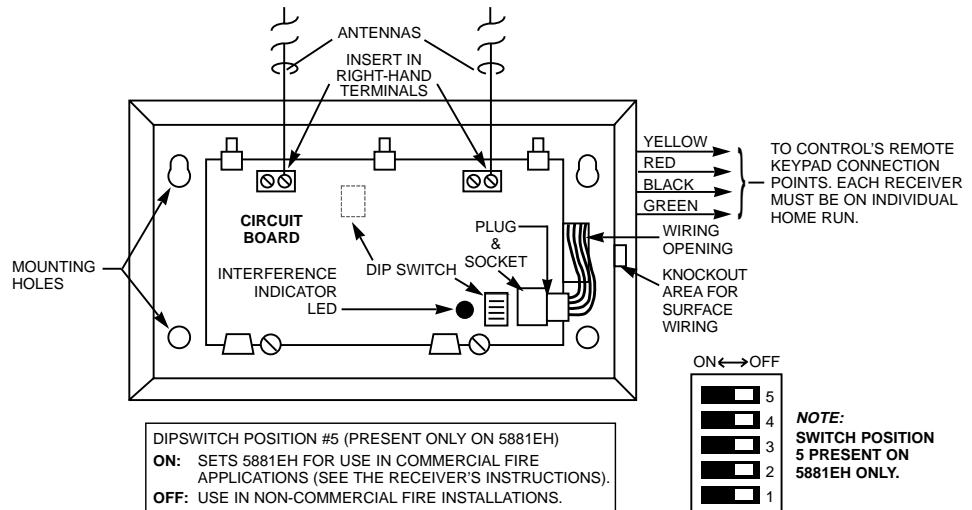 ANTENNAS
INSERT IN
RIGHT-HAND
TERMINALS
YELLOW
RED
BLACK
GREEN
TO CONTROL'S REMOTE
KEYPAD CONNECTION
POINTS. EACH RECEIVER
MUST BE ON INDIVIDUAL
HOME RUN.
CIRCUIT
BOARD
PLUG
&
SOCKET
WIRING
OPENING
MOUNTING
HOLES
DIP SWITCH
INTERFERENCE
INDICATOR
LED
KNOCKOUT
AREA FOR
SURFACE
WIRING
ON OFF
5
4
3
2
1
NOTE:
SWITCH POSITION
5 PRESENT ON
5881EH ONLY.
DIPSWITCH POSITION #5 (PRESENT ONLY ON 5881EH)
ON: SETS 5881EH FOR USE IN COMMERCIAL FIRE
APPLICATIONS (SEE THE RECEIVER'S INSTRUCTIONS).
OFF: USE IN NON-COMMERCIAL FIRE INSTALLATIONS.